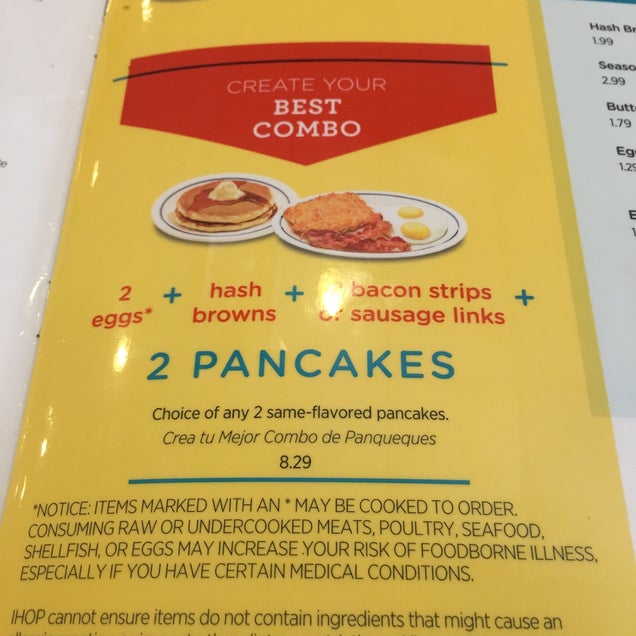 CREATE YOUR
BEST
COMBO
2 eggs* + hash browns + bacon strips or sausage links +
2 PANCAKES
Choice of any 2 same-flavored pancakes.
Crea tu Mejor Combo de Panqueques
8.29
*NOTICE: ITEMS MARKED WITH AN * MAY BE COOKED TO ORDER.
CONSUMING RAW OR UNDERCOOKED MEATS, POULTRY, SEAFOOD,
SHELLFISH, OR EGGS MAY INCREASE YOUR RISK OF FOODBORNE ILLNESS,
ESPECIALLY IF YOU HAVE CERTAIN MEDICAL CONDITIONS.
IHOP cannot ensure items do not contain ingredients that might cause an
Hash
1.99
2.99
1.79